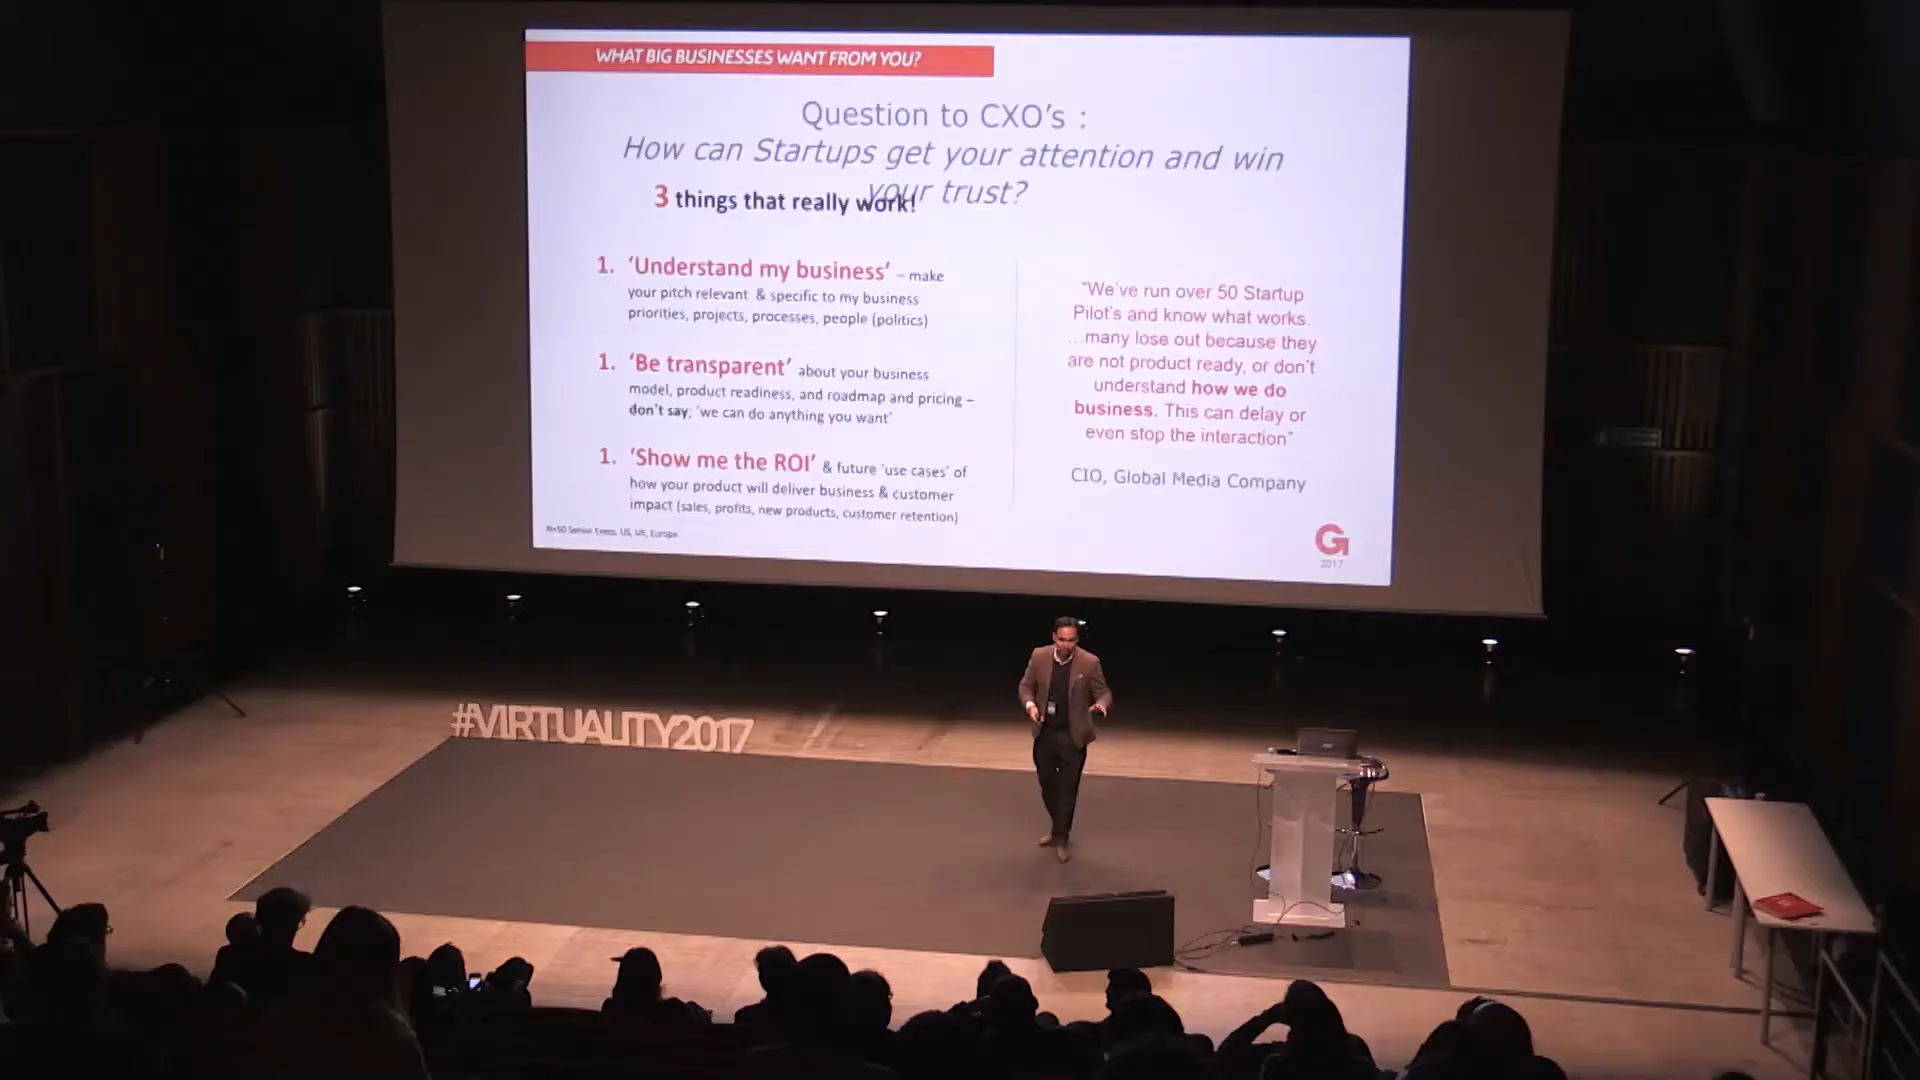 WHAT BIG BUSINESSES WANT FROM YOU?
Question to CXO's :
How can Startups get your attention and win
your trust?
3 things that really work!
1. 'Understand my business' – make
your pitch relevant & specific to my business
priorities, projects, processes, people (politics)
1. 'Be transparent' about your business
model, product readiness, and roadmap and pricing –
don't say, 'we can do anything you want'
1. 'Show me the ROI' & future 'use cases' of
how your product will deliver business & customer
impact (sales, profits, new products, customer retention)
N=50 Senior Execs, US, UK, Europe.
"We've run over 50 Startup
Pilot's and know what works.
...many lose out because they
are not product ready, or don't
understand how we do
business. This can delay or
even stop the interaction"
CIO, Global Media Company
G
2017
#VIRTUALITY2017